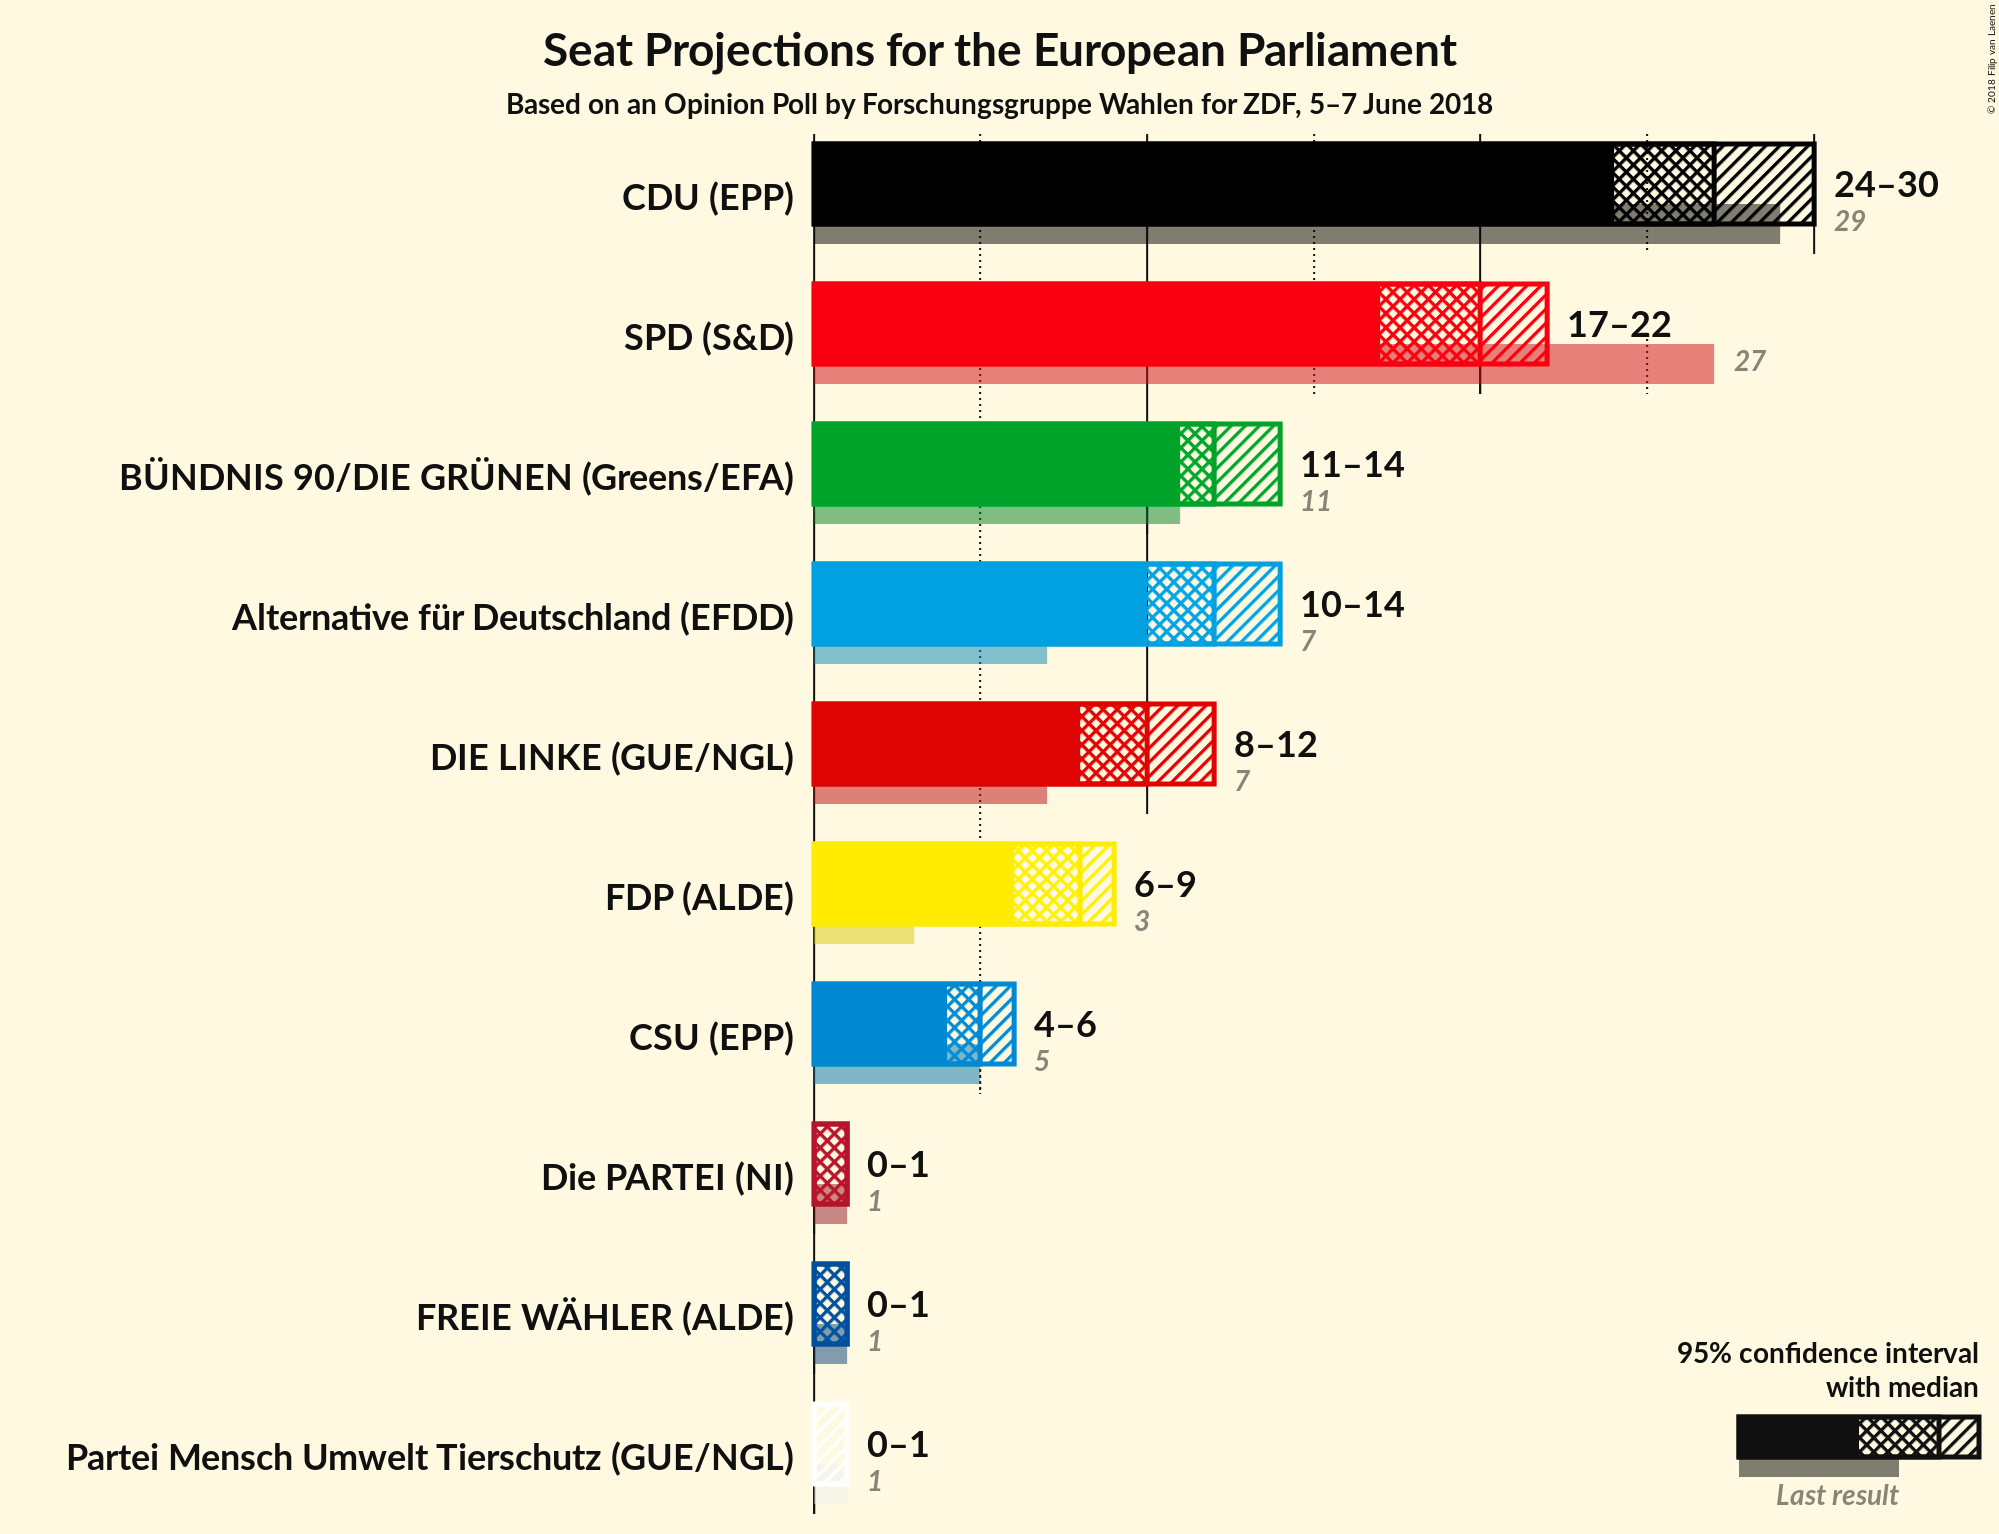 Seat Projections for the European Parliament
Based on an Opinion Poll by Forschungsgruppe Wahlen for ZDF, 5–7 June 2018
© 2018 Filip van Laenen
CDU (EPP)
24–30
29
SPD (S&D)
17–22
27
BÜNDNIS 90/DIE GRÜNEN (Greens/EFA)
11–14
11
Alternative für Deutschland (EFDD)
10–14
7
DIE LINKE (GUE/NGL)
8–12
7
FDP (ALDE)
6–9
3
CSU (EPP)
4–6
5
Die PARTEI (NI)
0–1
1
FREIE WÄHLER (ALDE)
0–1
1
Partei Mensch Umwelt Tierschutz (GUE/NGL)
0–1
1
95% confidence interval
with median
Last result